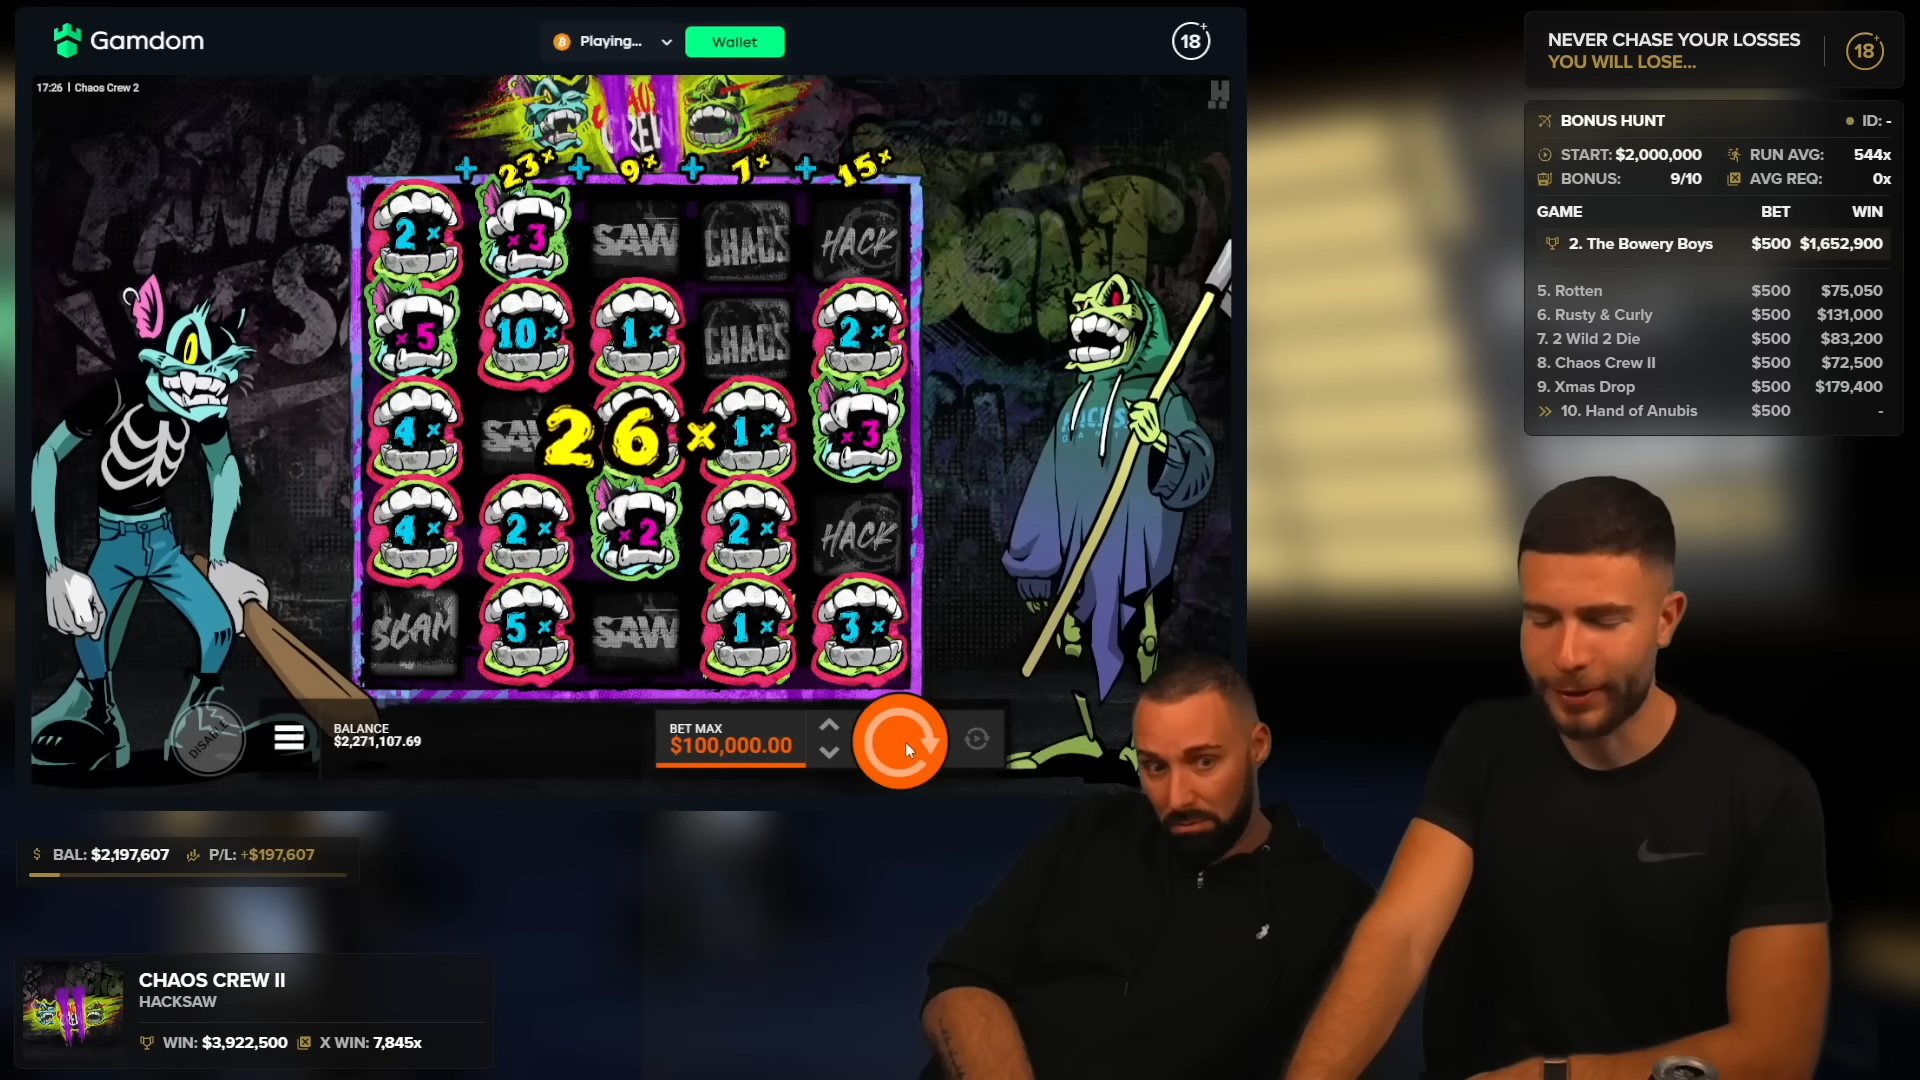 Gamdom
Playing...
Wallet
18+
17:26 | Chaos Crew 2
CREW
+ 23x + 9x + 7x + 15x
2x x3 SAW CHAOS HACK
x5 10x 1x CHAOS 2x
4x 26x 1x x3
4x 2x x2 2x HACK
SCAM 5x SAW 1x 3x
DISABLE
BALANCE
$2,271,107.69
BET MAX
$100,000.00
BAL: $2,197,607 P/L: +$197,607
CHAOS CREW II
HACKSAW
WIN: $3,922,500 X WIN: 7,845x
NEVER CHASE YOUR LOSSES
YOU WILL LOSE...
18+
BONUS HUNT ID: -
START: $2,000,000 RUN AVG: 544x
BONUS: 9/10 AVG REQ: 0x
GAME BET WIN
2. The Bowery Boys $500 $1,652,900
5. Rotten $500 $75,050
6. Rusty & Curly $500 $131,000
7. 2 Wild 2 Die $500 $83,200
8. Chaos Crew II $500 $72,500
9. Xmas Drop $500 $179,400
10. Hand of Anubis $500 -